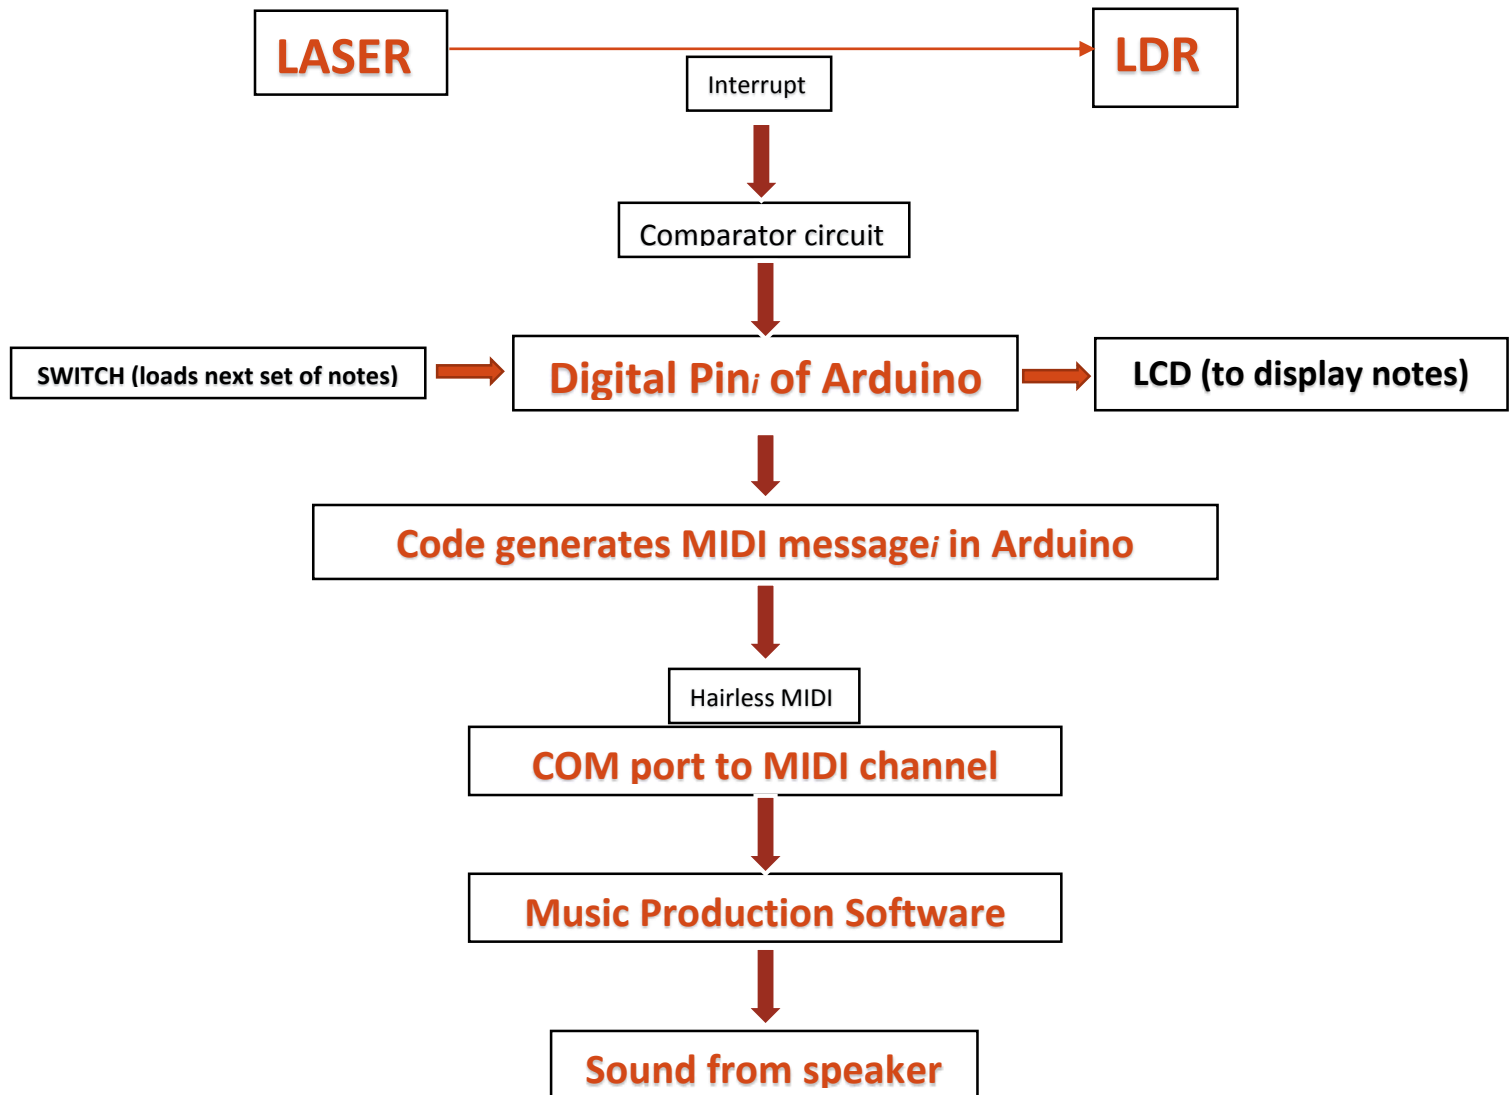 LASER
LDR
Interrupt
Comparator circuit
SWITCH (loads next set of notes)
Digital Pini of Arduino
LCD (to display notes)
Code generates MIDI messagei in Arduino
Hairless MIDI
COM port to MIDI channel
Music Production Software
Sound from speaker